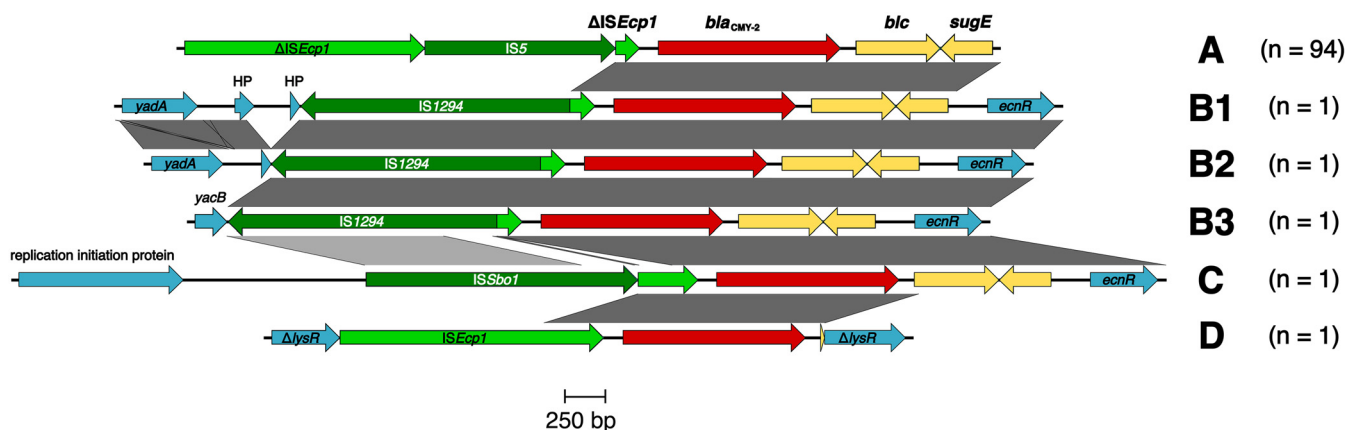 ΔISEcp1 blaCMY-2 blc sugE
ΔISEcp1 IS5 A (n = 94)
HP HP
yadA IS1294 ecnR B1 (n = 1)
yadA IS1294 ecnR B2 (n = 1)
yacB
IS1294 ecnR B3 (n = 1)
replication initiation protein
ISSbo1 ecnR C (n = 1)
ΔlysR ISEcp1 ΔlysR D (n = 1)
250 bp